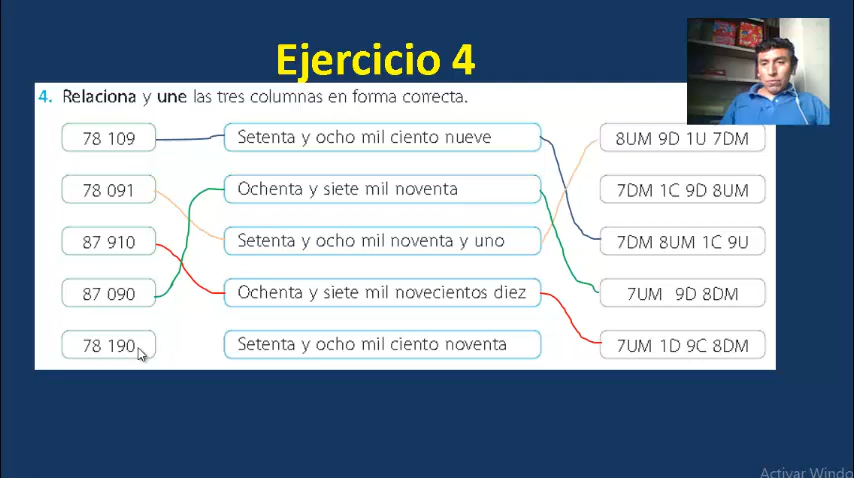 Ejercicio 4
4. Relaciona y une las tres columnas en forma correcta.
78 109 Setenta y ocho mil ciento nueve 8UM 9D 1U 7DM
78 091 Ochenta y siete mil noventa 7DM 1C 9D 8UM
87 910 Setenta y ocho mil noventa y uno 7DM 8UM 1C 9U
87 090 Ochenta y siete mil novecientos diez 7UM 9D 8DM
78 190 Setenta y ocho mil ciento noventa 7UM 1D 9C 8DM
Activar Windo